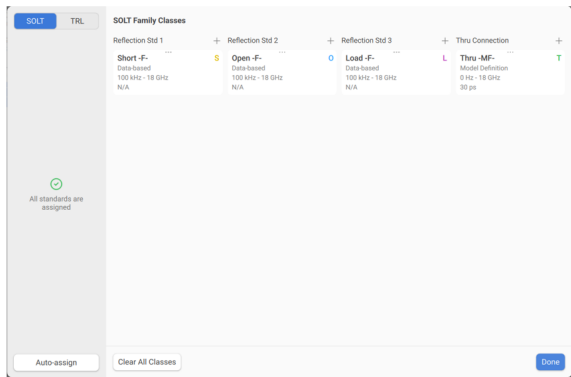 SOLT TRL
SOLT Family Classes
Reflection Std 1 + Reflection Std 2 + Reflection Std 3 + Thru Connection +
Short -F- ... S
Data-based
100 kHz - 18 GHz
N/A
Open -F- ... O
Data-based
100 kHz - 18 GHz
N/A
Load -F- ... L
Data-based
100 kHz - 18 GHz
N/A
Thru -MF- ... T
Model Definition
0 Hz - 18 GHz
30 ps
All standards are
assigned
Auto-assign
Clear All Classes
Done